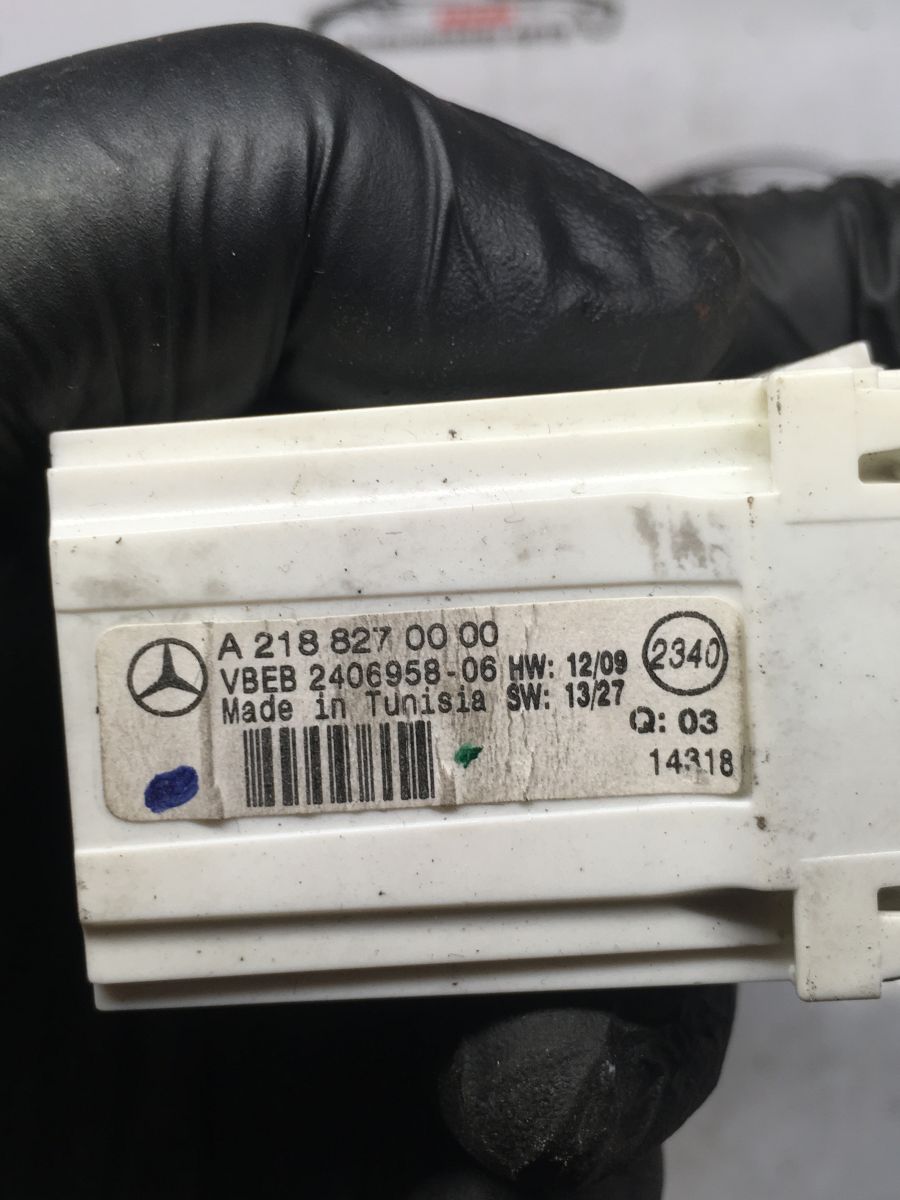 A 218 827 00 00
VBEB 2406958-06
Made in Tunisia
HW: 12/09
SW: 13/27
2340
Q: 03
14318